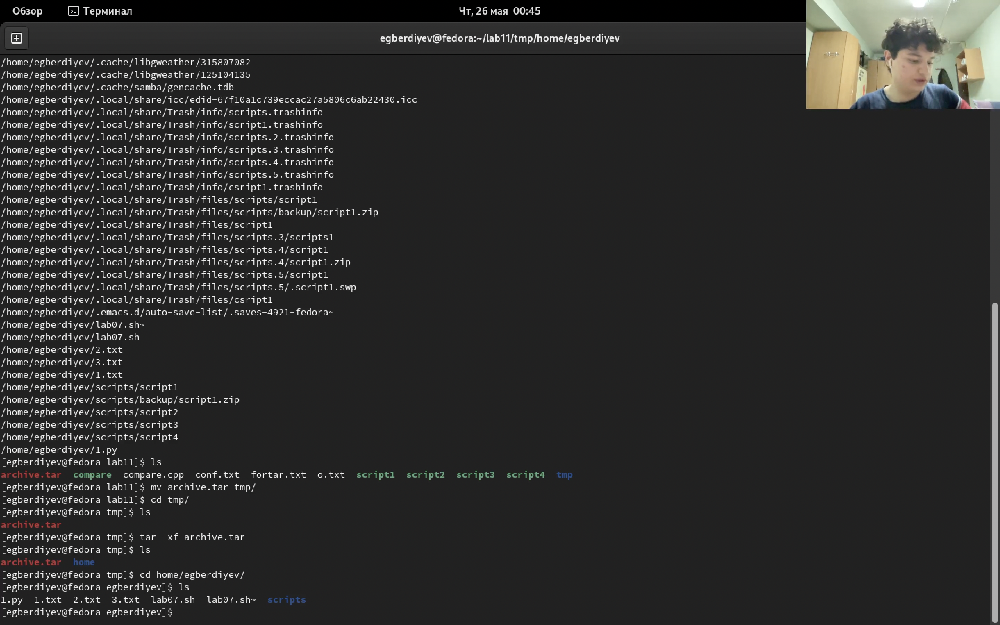 Обзор Терминал Чт, 26 мая 00:45
egberdiyev@fedora:~/lab11/tmp/home/egberdiyev
/home/egberdiyev/.cache/libgweather/315807082
/home/egberdiyev/.cache/libgweather/125104135
/home/egberdiyev/.cache/samba/gencache.tdb
/home/egberdiyev/.local/share/icc/edid-67f10a1c739eccac27a5806c6ab22430.icc
/home/egberdiyev/.local/share/Trash/info/scripts.trashinfo
/home/egberdiyev/.local/share/Trash/info/script1.trashinfo
/home/egberdiyev/.local/share/Trash/info/scripts.2.trashinfo
/home/egberdiyev/.local/share/Trash/info/scripts.3.trashinfo
/home/egberdiyev/.local/share/Trash/info/scripts.4.trashinfo
/home/egberdiyev/.local/share/Trash/info/scripts.5.trashinfo
/home/egberdiyev/.local/share/Trash/info/csript1.trashinfo
/home/egberdiyev/.local/share/Trash/files/scripts/script1
/home/egberdiyev/.local/share/Trash/files/scripts/backup/script1.zip
/home/egberdiyev/.local/share/Trash/files/script1
/home/egberdiyev/.local/share/Trash/files/scripts.3/scripts1
/home/egberdiyev/.local/share/Trash/files/scripts.4/script1
/home/egberdiyev/.local/share/Trash/files/scripts.4/script1.zip
/home/egberdiyev/.local/share/Trash/files/scripts.5/script1
/home/egberdiyev/.local/share/Trash/files/scripts.5/.script1.swp
/home/egberdiyev/.local/share/Trash/files/csript1
/home/egberdiyev/.emacs.d/auto-save-list/.saves-4921-fedora~
/home/egberdiyev/lab07.sh~
/home/egberdiyev/lab07.sh
/home/egberdiyev/2.txt
/home/egberdiyev/3.txt
/home/egberdiyev/1.txt
/home/egberdiyev/scripts/script1
/home/egberdiyev/scripts/backup/script1.zip
/home/egberdiyev/scripts/script2
/home/egberdiyev/scripts/script3
/home/egberdiyev/scripts/script4
/home/egberdiyev/1.py
[egberdiyev@fedora lab11]$ ls
archive.tar compare compare.cpp conf.txt fortar.txt o.txt script1 script2 script3 script4 tmp
[egberdiyev@fedora lab11]$ mv archive.tar tmp/
[egberdiyev@fedora lab11]$ cd tmp/
[egberdiyev@fedora tmp]$ ls
archive.tar
[egberdiyev@fedora tmp]$ tar -xf archive.tar
[egberdiyev@fedora tmp]$ ls
archive.tar home
[egberdiyev@fedora tmp]$ cd home/egberdiyev/
[egberdiyev@fedora egberdiyev]$ ls
1.py 1.txt 2.txt 3.txt lab07.sh lab07.sh~ scripts
[egberdiyev@fedora egberdiyev]$